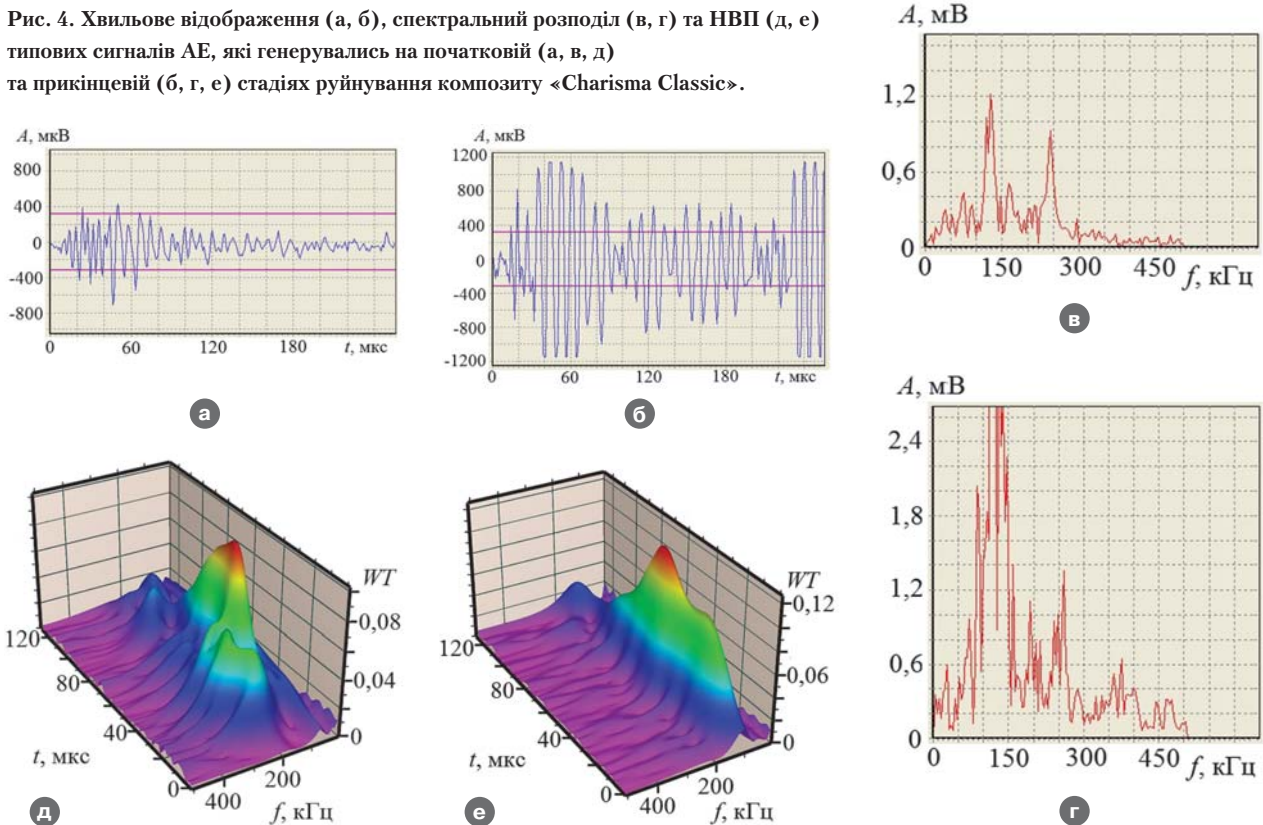 Рис. 4. Хвильове відображення (а, б), спектральний розподіл (в, г) та НВП (д, е)
типових сигналів АЕ, які генерувались на початковій (а, в, д)
та прикінцевій (б, г, е) стадіях руйнування композиту «Charisma Classic».
A, мкВ
800
400
0
-400
-800
0 60 120 180 t, мкс
а
A, мкВ
1200
800
400
0
-400
-800
-1200
0 60 120 180 t, мкс
б
A, мВ
1,2
0,6
0
0 150 300 450 f, кГц
в
A, мВ
2,4
1,8
1,2
0,6
0
0 150 300 450 f, кГц
г
WT
0,08
0,04
0
120
80
40
0
t, мкс
400
200
f, кГц
д
WT
0,12
0,06
0
120
80
40
0
t, мкс
400
200
f, кГц
е